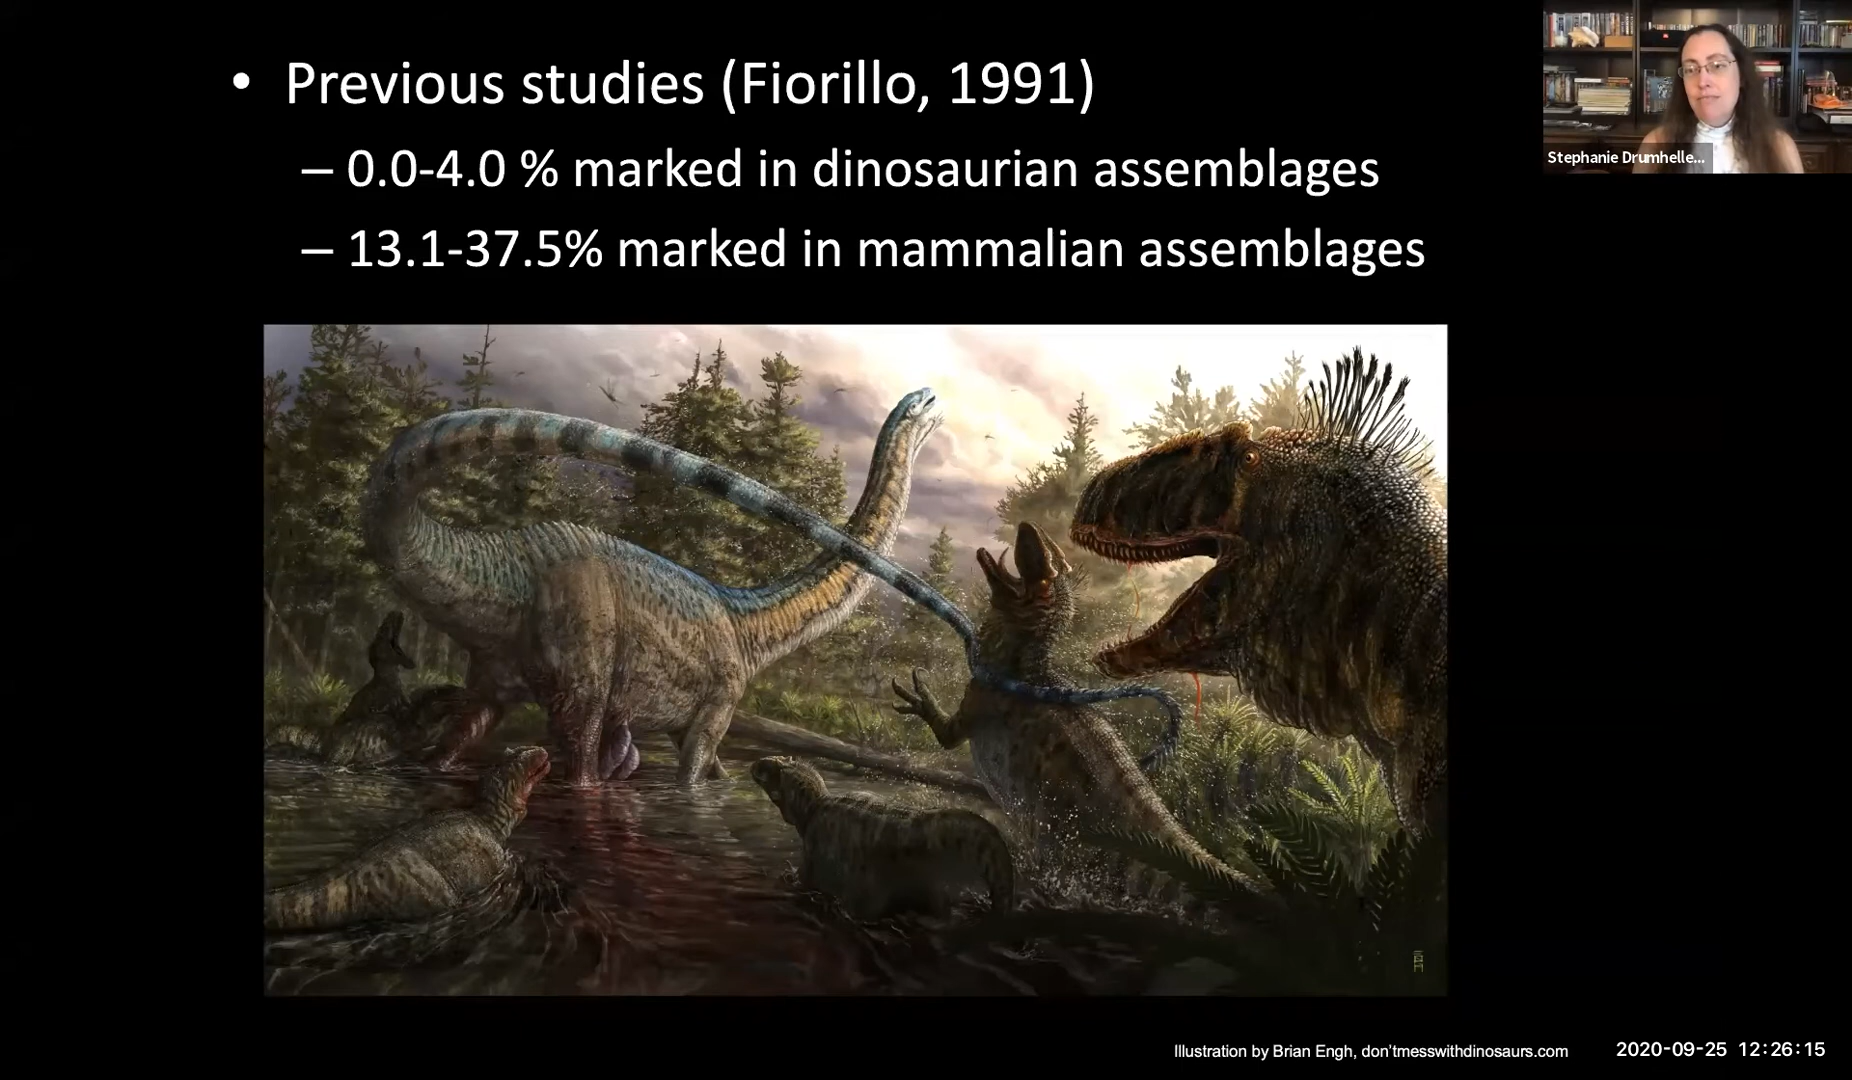 • Previous studies (Fiorillo, 1991)
– 0.0-4.0 % marked in dinosaurian assemblages
– 13.1-37.5% marked in mammalian assemblages
Stephanie Drumhelle...
Illustration by Brian Engh, don'tmesswithdinosaurs.com
2020-09-25 12:26:15